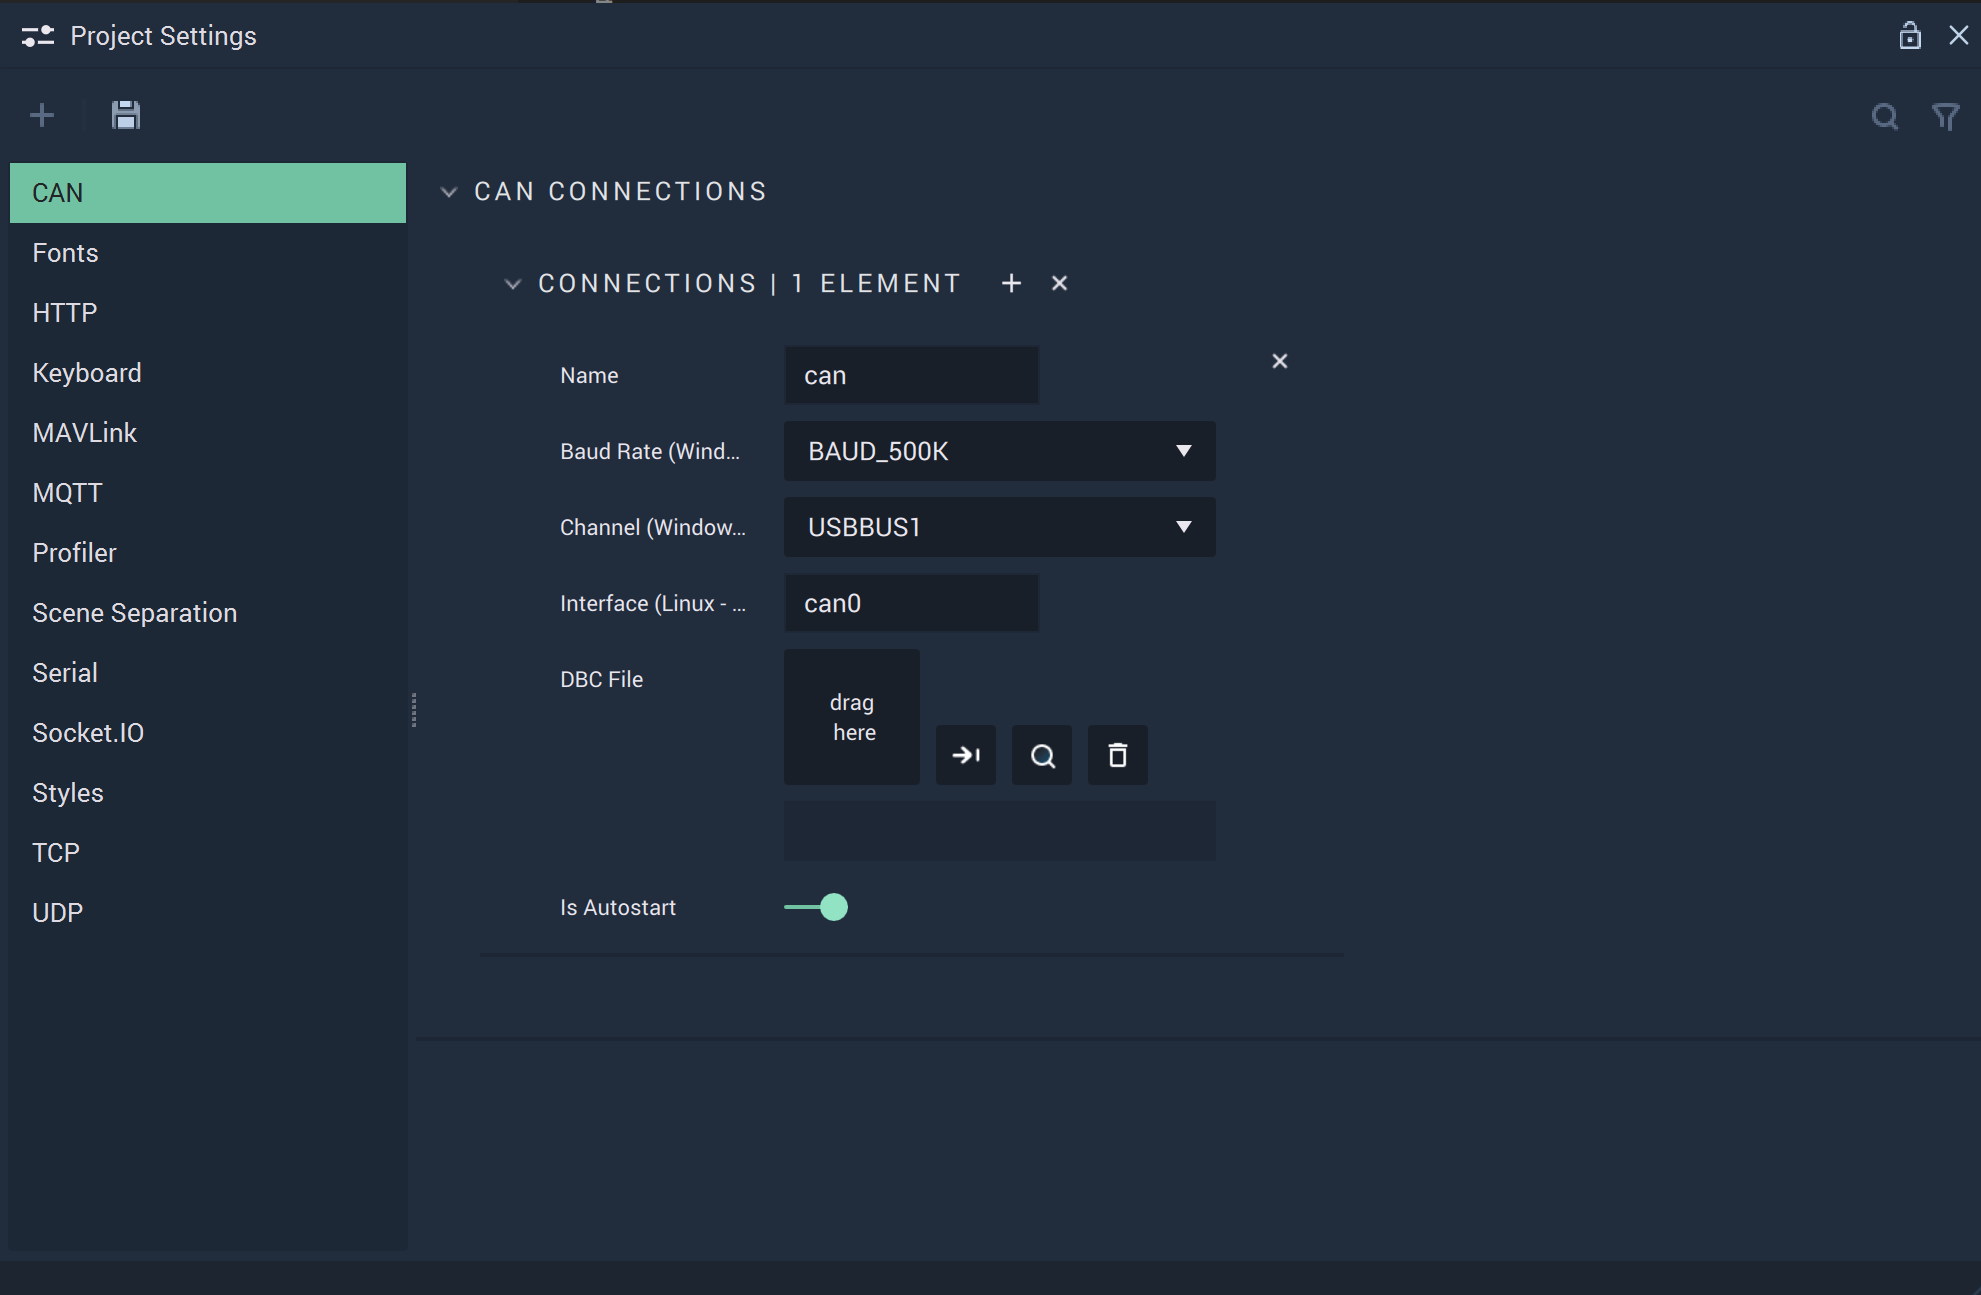 Project Settings
CAN
Fonts
HTTP
Keyboard
MAVLink
MQTT
Profiler
Scene Separation
Serial
Socket.IO
Styles
TCP
UDP
CAN CONNECTIONS
CONNECTIONS | 1 ELEMENT
Name
can
Baud Rate (Wind...
BAUD_500K
Channel (Window...
USBBUS1
Interface (Linux - ...
can0
DBC File
drag
here
Is Autostart